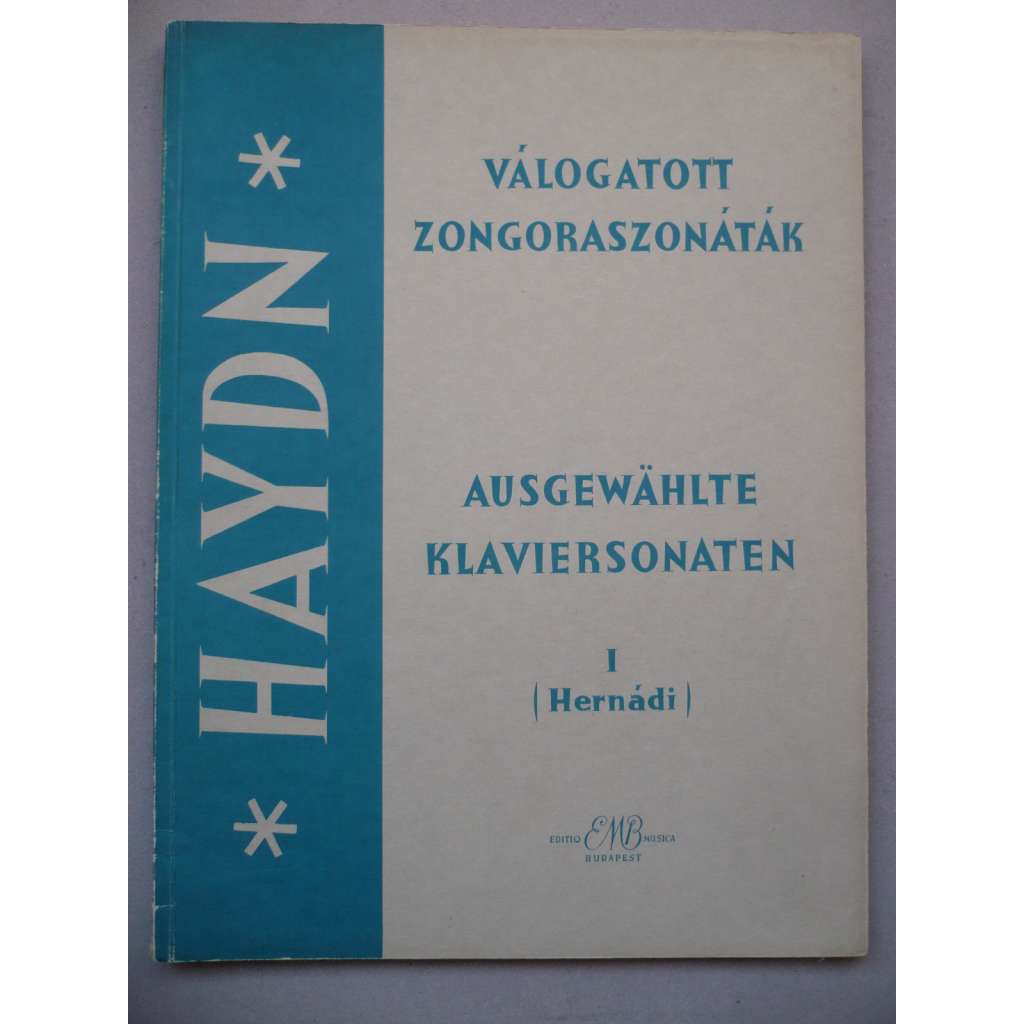 * HAYDN *
VÁLOGATOTT
ZONGORASZONÁTÁK
AUSGEWÄHLTE
KLAVIERSONATEN
I
(Hernádi)
EDITIO EMB MUSICA
BUDAPEST